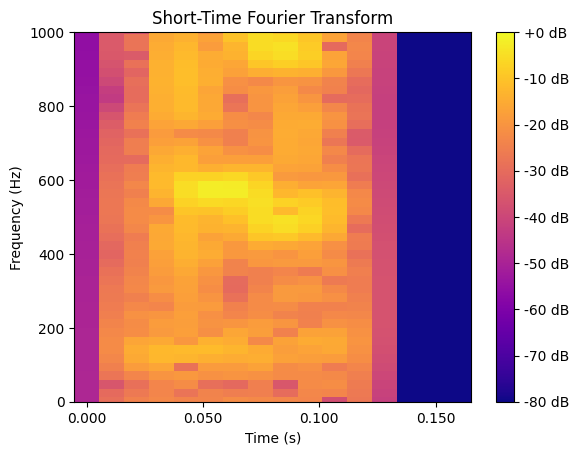 Short-Time Fourier Transform
Frequency (Hz)
1000
800
600
400
200
0
0.000
0.050
0.100
0.150
Time (s)
+0 dB
-10 dB
-20 dB
-30 dB
-40 dB
-50 dB
-60 dB
-70 dB
-80 dB